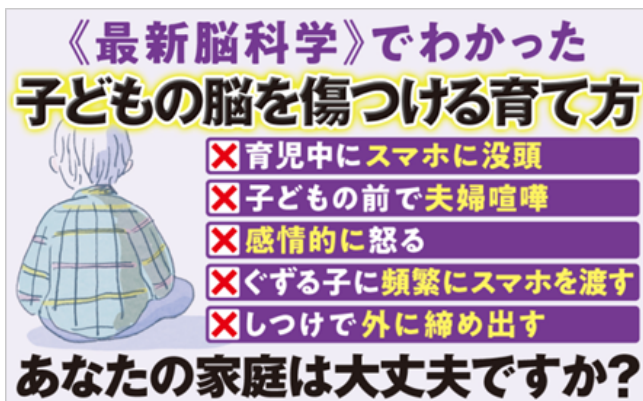 《最新脳科学》でわかった
子どもの脳を傷つける育て方
育児中にスマホに没頭
子どもの前で夫婦喧嘩
感情的に怒る
ぐずる子に頻繁にスマホを渡す
しつけで外に締め出す
あなたの家庭は大丈夫ですか?